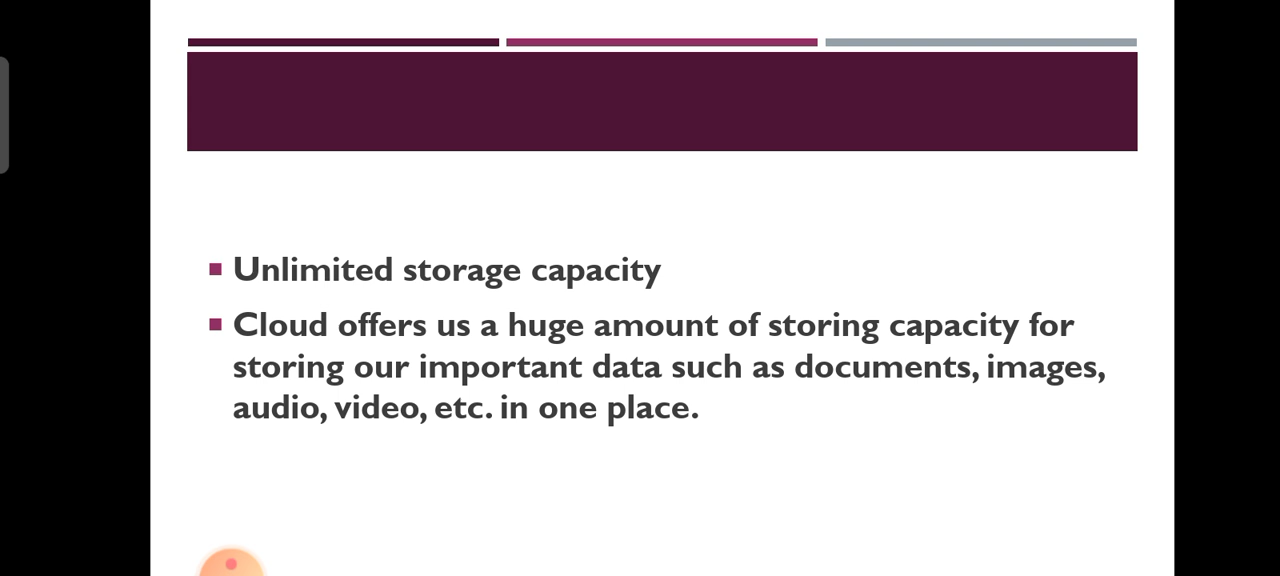 Unlimited storage capacity
Cloud offers us a huge amount of storing capacity for
storing our important data such as documents, images,
audio, video, etc. in one place.